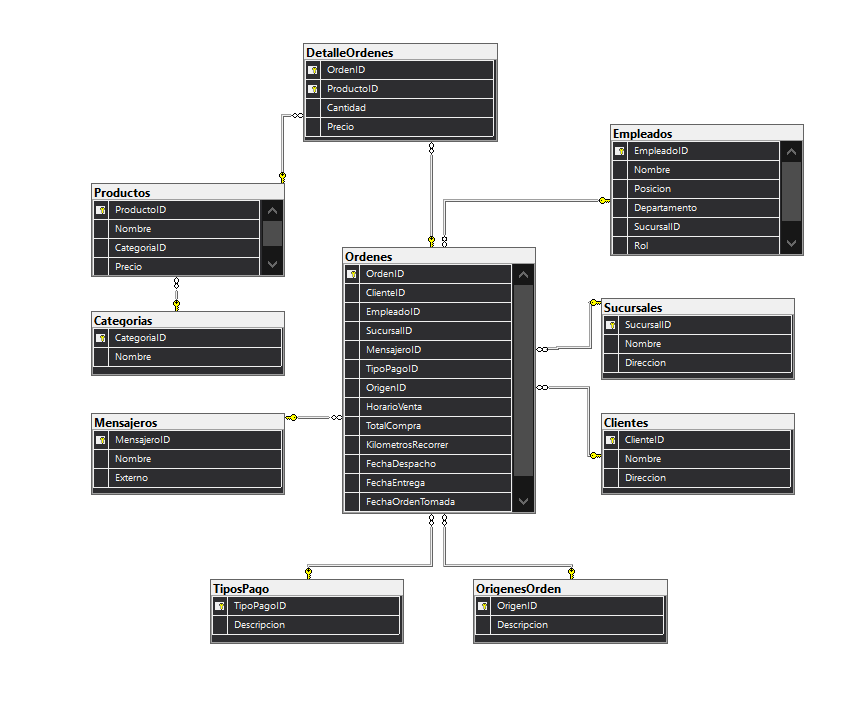 DetalleOrdenes
OrdenID
ProductoID
Cantidad
Precio
Empleados
EmpleadoID
Nombre
Posicion
Departamento
SucursalID
Rol
Productos
ProductoID
Nombre
CategoriaID
Precio
Ordenes
OrdenID
ClienteID
EmpleadoID
SucursalID
MensajeroID
TipoPagoID
OrigenID
HorarioVenta
TotalCompra
KilometrosRecorrer
FechaDespacho
FechaEntrega
FechaOrdenTomada
Categorias
CategoriaID
Nombre
Sucursales
SucursalID
Nombre
Direccion
Mensajeros
MensajeroID
Nombre
Externo
Clientes
ClienteID
Nombre
Direccion
TiposPago
TipoPagoID
Descripcion
OrigenesOrden
OrigenID
Descripcion